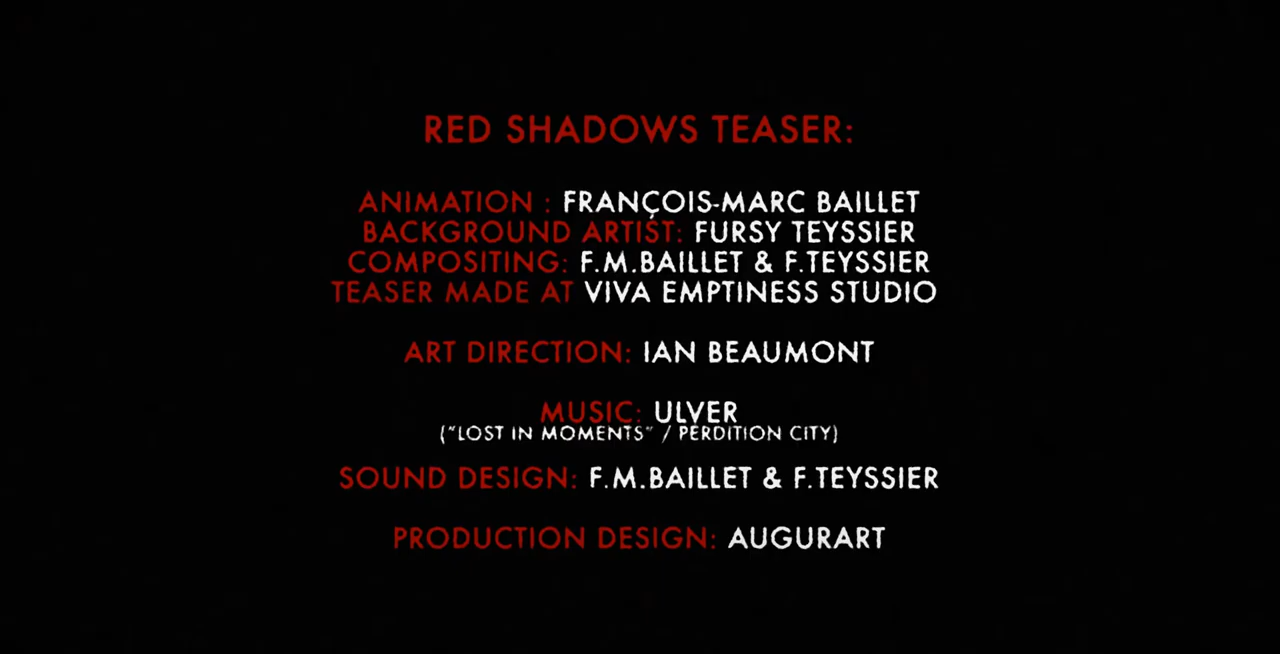 RED SHADOWS TEASER:
ANIMATION : FRANÇOIS-MARC BAILLET
BACKGROUND ARTIST: FURSY TEYSSIER
COMPOSITING: F.M.BAILLET & F.TEYSSIER
TEASER MADE AT VIVA EMPTINESS STUDIO
ART DIRECTION: IAN BEAUMONT
MUSIC: ULVER
("LOST IN MOMENTS" / PERDITION CITY)
SOUND DESIGN: F.M.BAILLET & F.TEYSSIER
PRODUCTION DESIGN: AUGURART